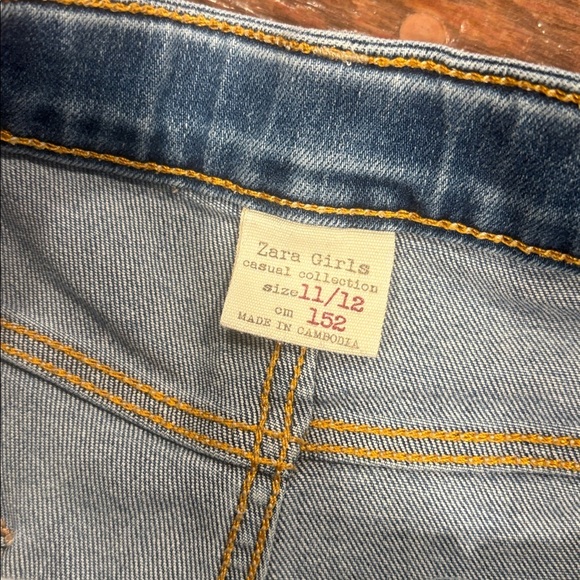 Zara Girls
casual collection
size 11/12
cm 152
MADE IN CAMBODIA